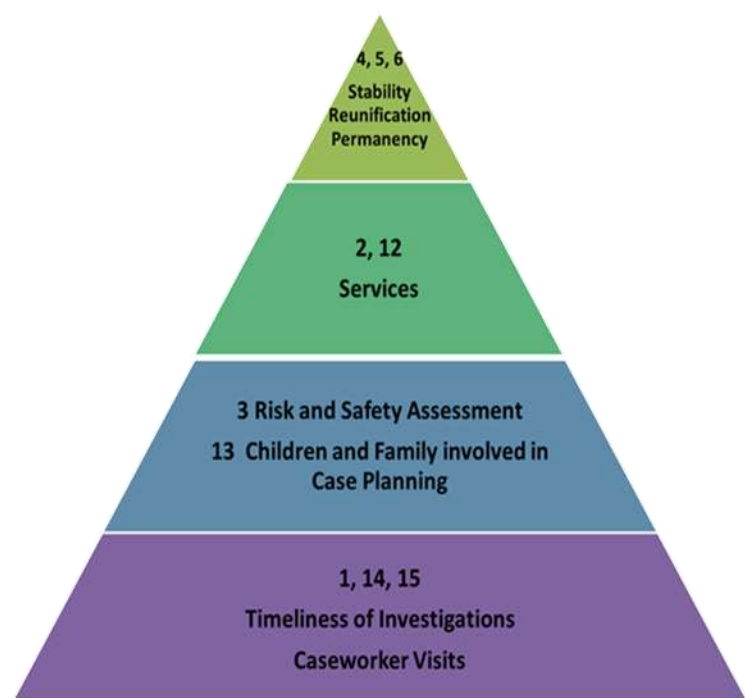 4, 5, 6
Stability
Reunification
Permanency
2, 12
Services
3 Risk and Safety Assessment
13 Children and Family involved in
Case Planning
1, 14, 15
Timeliness of Investigations
Caseworker Visits